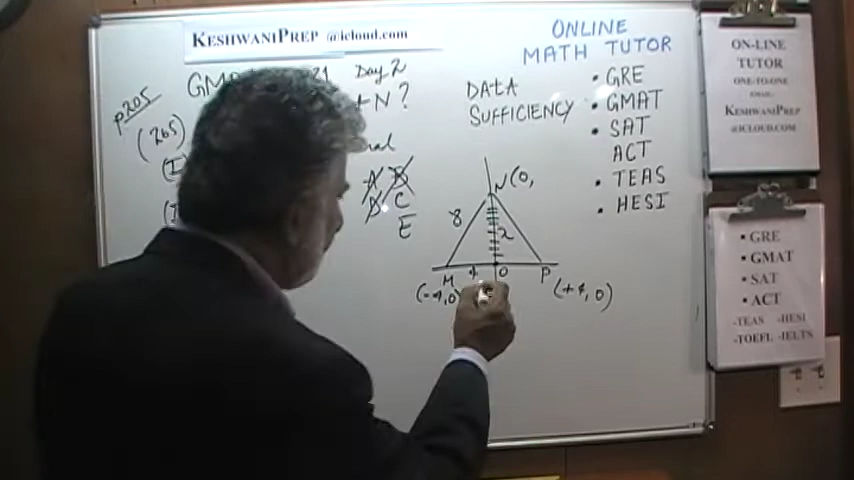 KESHWANIPREP @icloud.com
ONLINE
MATH TUTOR
• GRE
• GMAT
• SAT
ACT
• TEAS
• HESI
Day 2
p205
(265)
+ N?
DATA
SUFFICIENCY
A B
D C
E
N (0,
8
x
M 4 O P
(-4,0)
(+4, 0)
ON-LINE
TUTOR
ONE-TO-ONE
EMAIL:
KESHWANIPREP
@ICLOUD.COM
• GRE
• GMAT
• SAT
• ACT
-TEAS -HESI
-TOEFL -IELTS